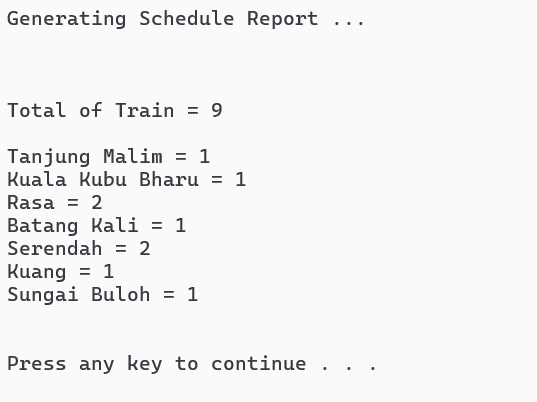 Generating Schedule Report ...
Total of Train = 9
Tanjung Malim = 1
Kuala Kubu Bharu = 1
Rasa = 2
Batang Kali = 1
Serendah = 2
Kuang = 1
Sungai Buloh = 1
Press any key to continue . . .